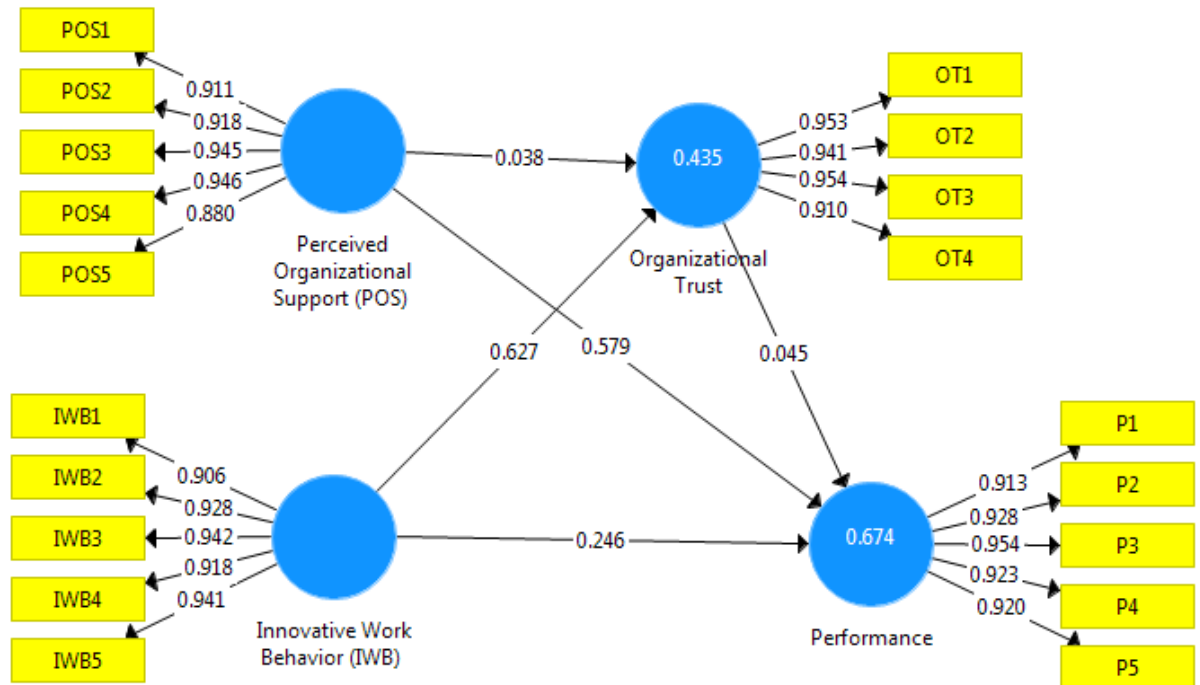 POS1
POS2
POS3
POS4
POS5
0.911
0.918
0.945
0.946
0.880
Perceived
Organizational
Support (POS)
0.038
0.435
Organizational
Trust
0.953
0.941
0.954
0.910
OT1
OT2
OT3
OT4
0.627
0.579
0.045
IWB1
IWB2
IWB3
IWB4
IWB5
0.906
0.928
0.942
0.918
0.941
Innovative Work
Behavior (IWB)
0.246
0.674
Performance
0.913
0.928
0.954
0.923
0.920
P1
P2
P3
P4
P5